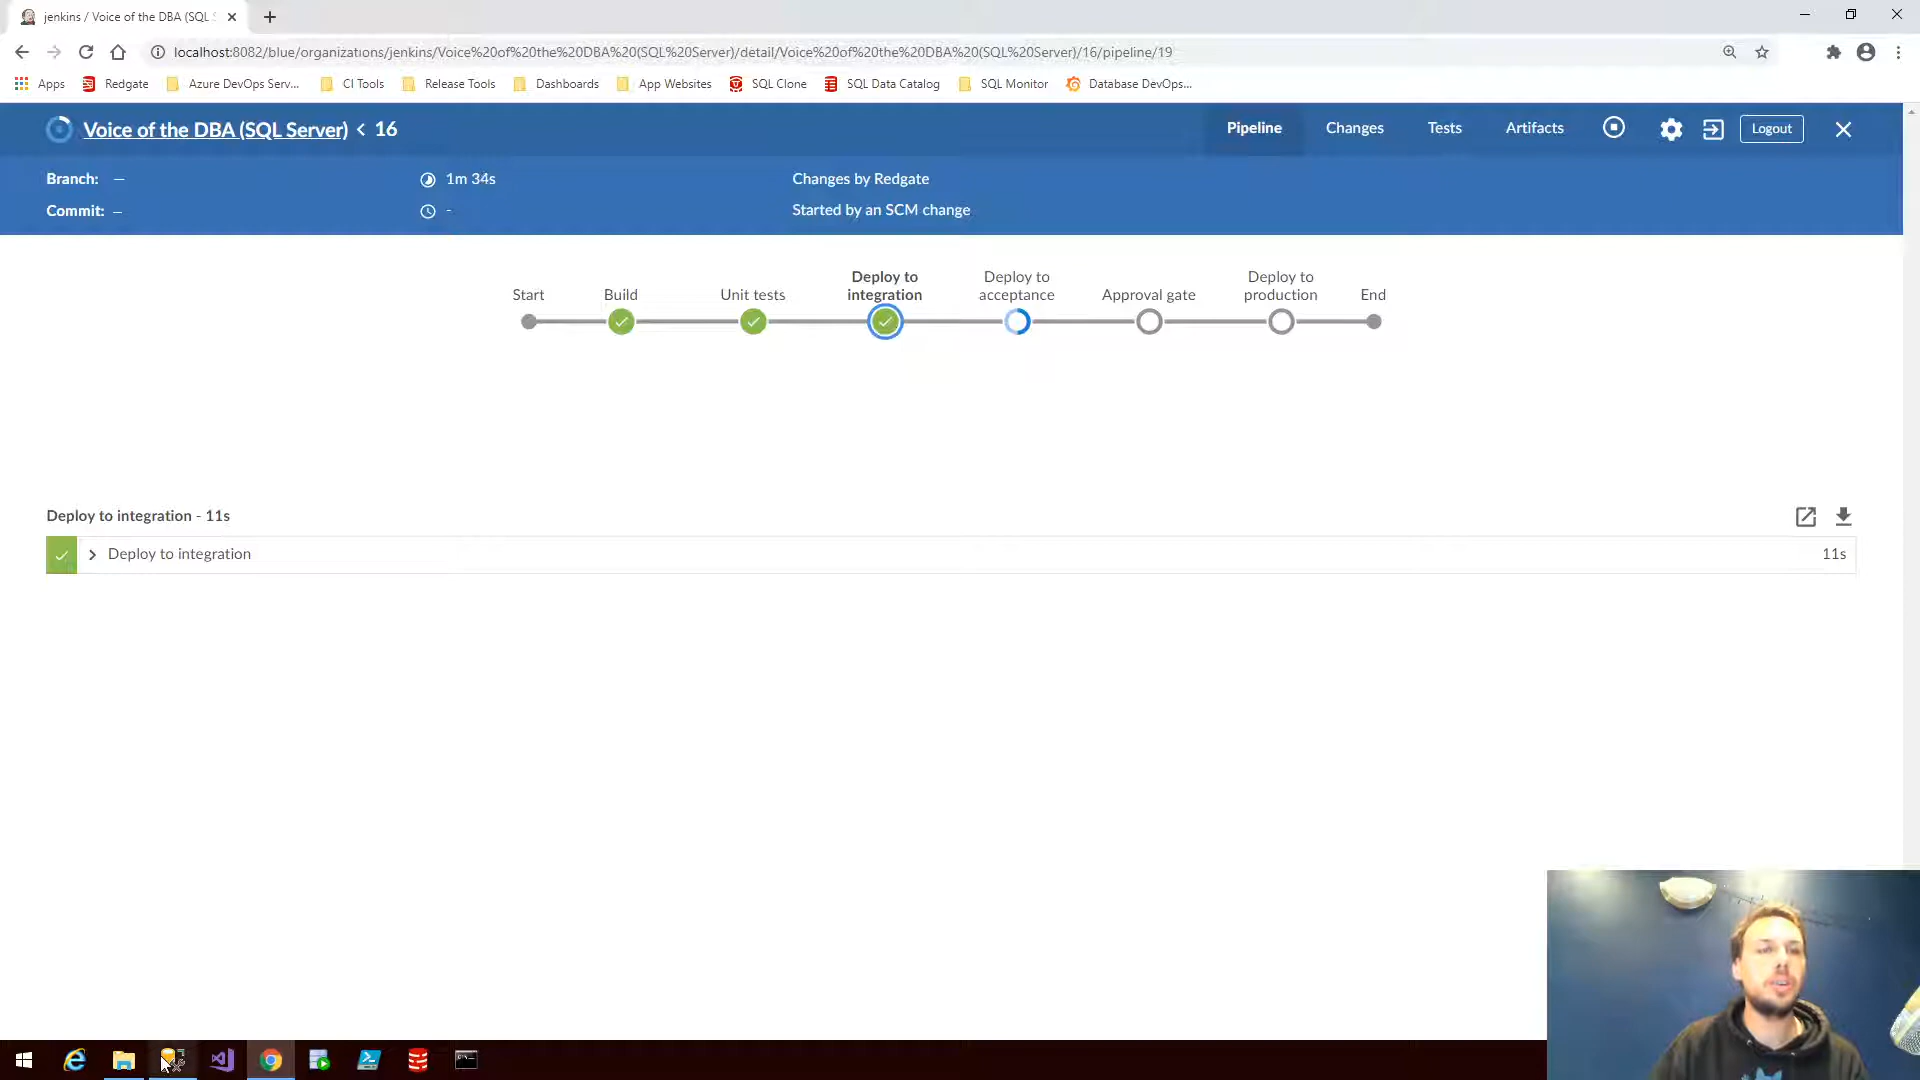 jenkins / Voice of the DBA (SQL S
localhost:8082/blue/organizations/jenkins/Voice%20of%20the%20DBA%20(SQL%20Server)/detail/Voice%20of%20the%20DBA%20(SQL%20Server)/16/pipeline/19
Apps Redgate Azure DevOps Serv... CI Tools Release Tools Dashboards App Websites SQL Clone SQL Data Catalog SQL Monitor Database DevOps...
Voice of the DBA (SQL Server) < 16 Pipeline Changes Tests Artifacts Logout
Branch: — 1m 34s Changes by Redgate
Commit: — - Started by an SCM change
Start Build Unit tests Deploy to integration Deploy to acceptance Approval gate Deploy to production End
Deploy to integration - 11s
Deploy to integration 11s